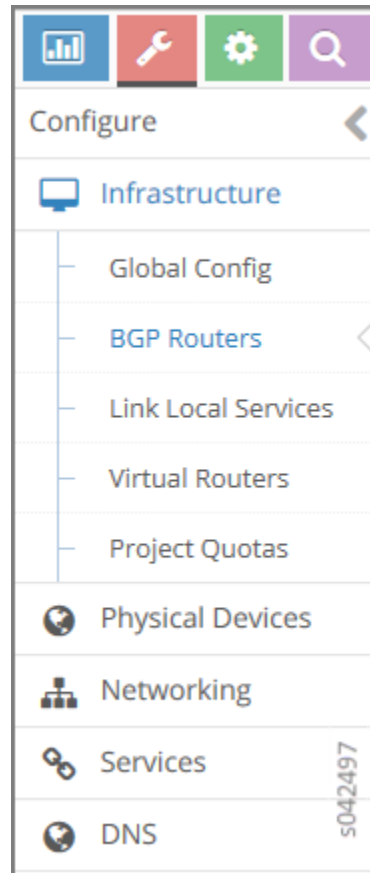 Configure
Infrastructure
Global Config
BGP Routers
Link Local Services
Virtual Routers
Project Quotas
Physical Devices
Networking
Services
DNS
s042497